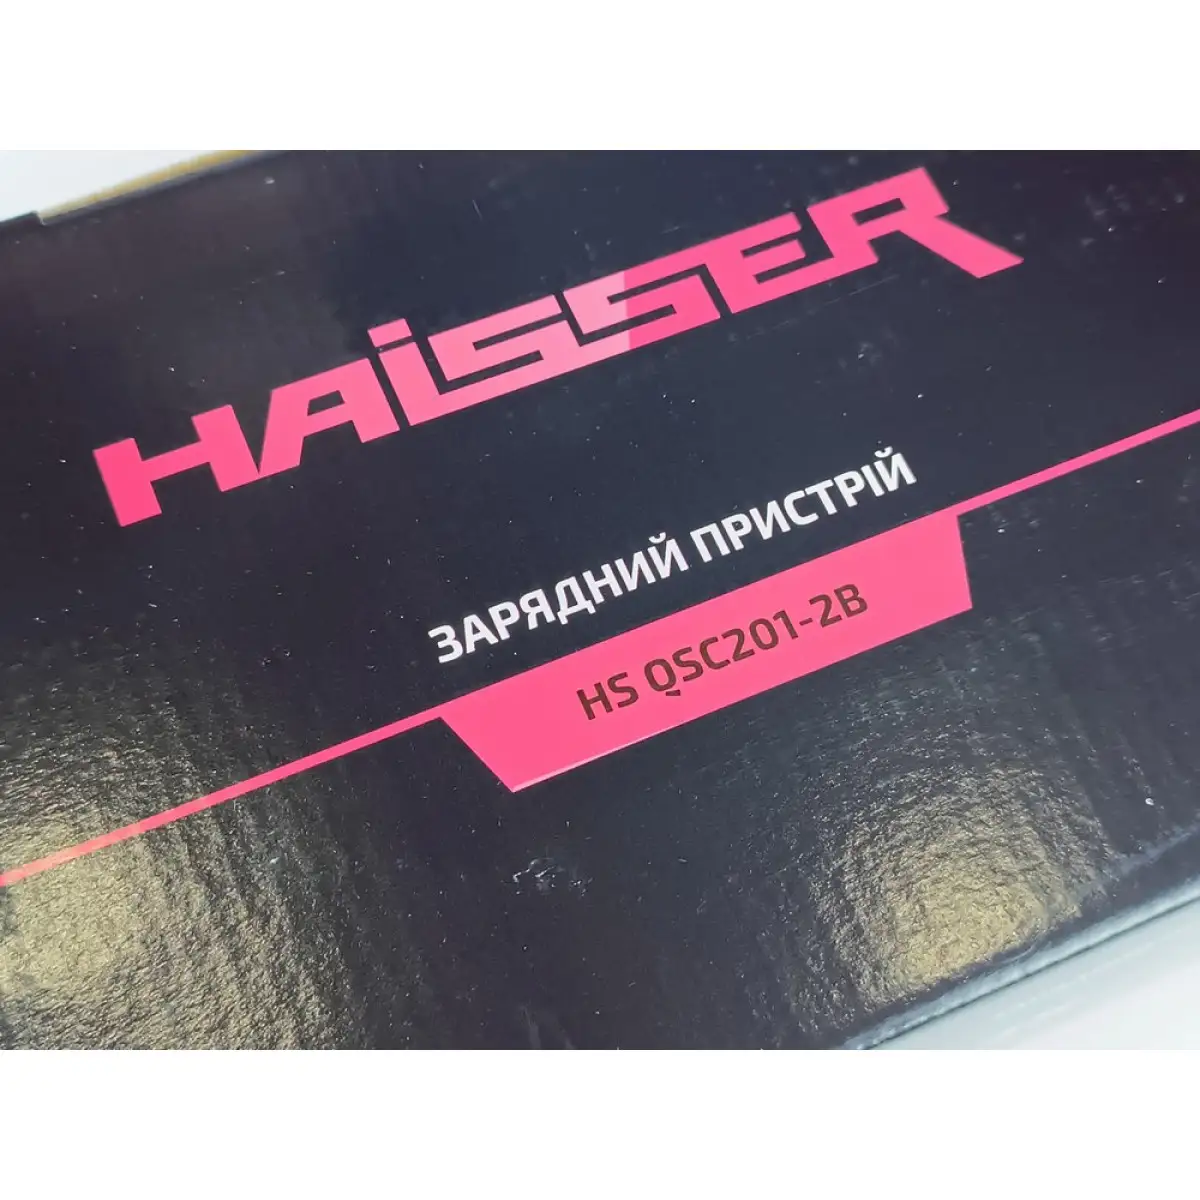 HAISSER
ЗАРЯДНИЙ ПРИСТРІЙ
HS QSC201-2B